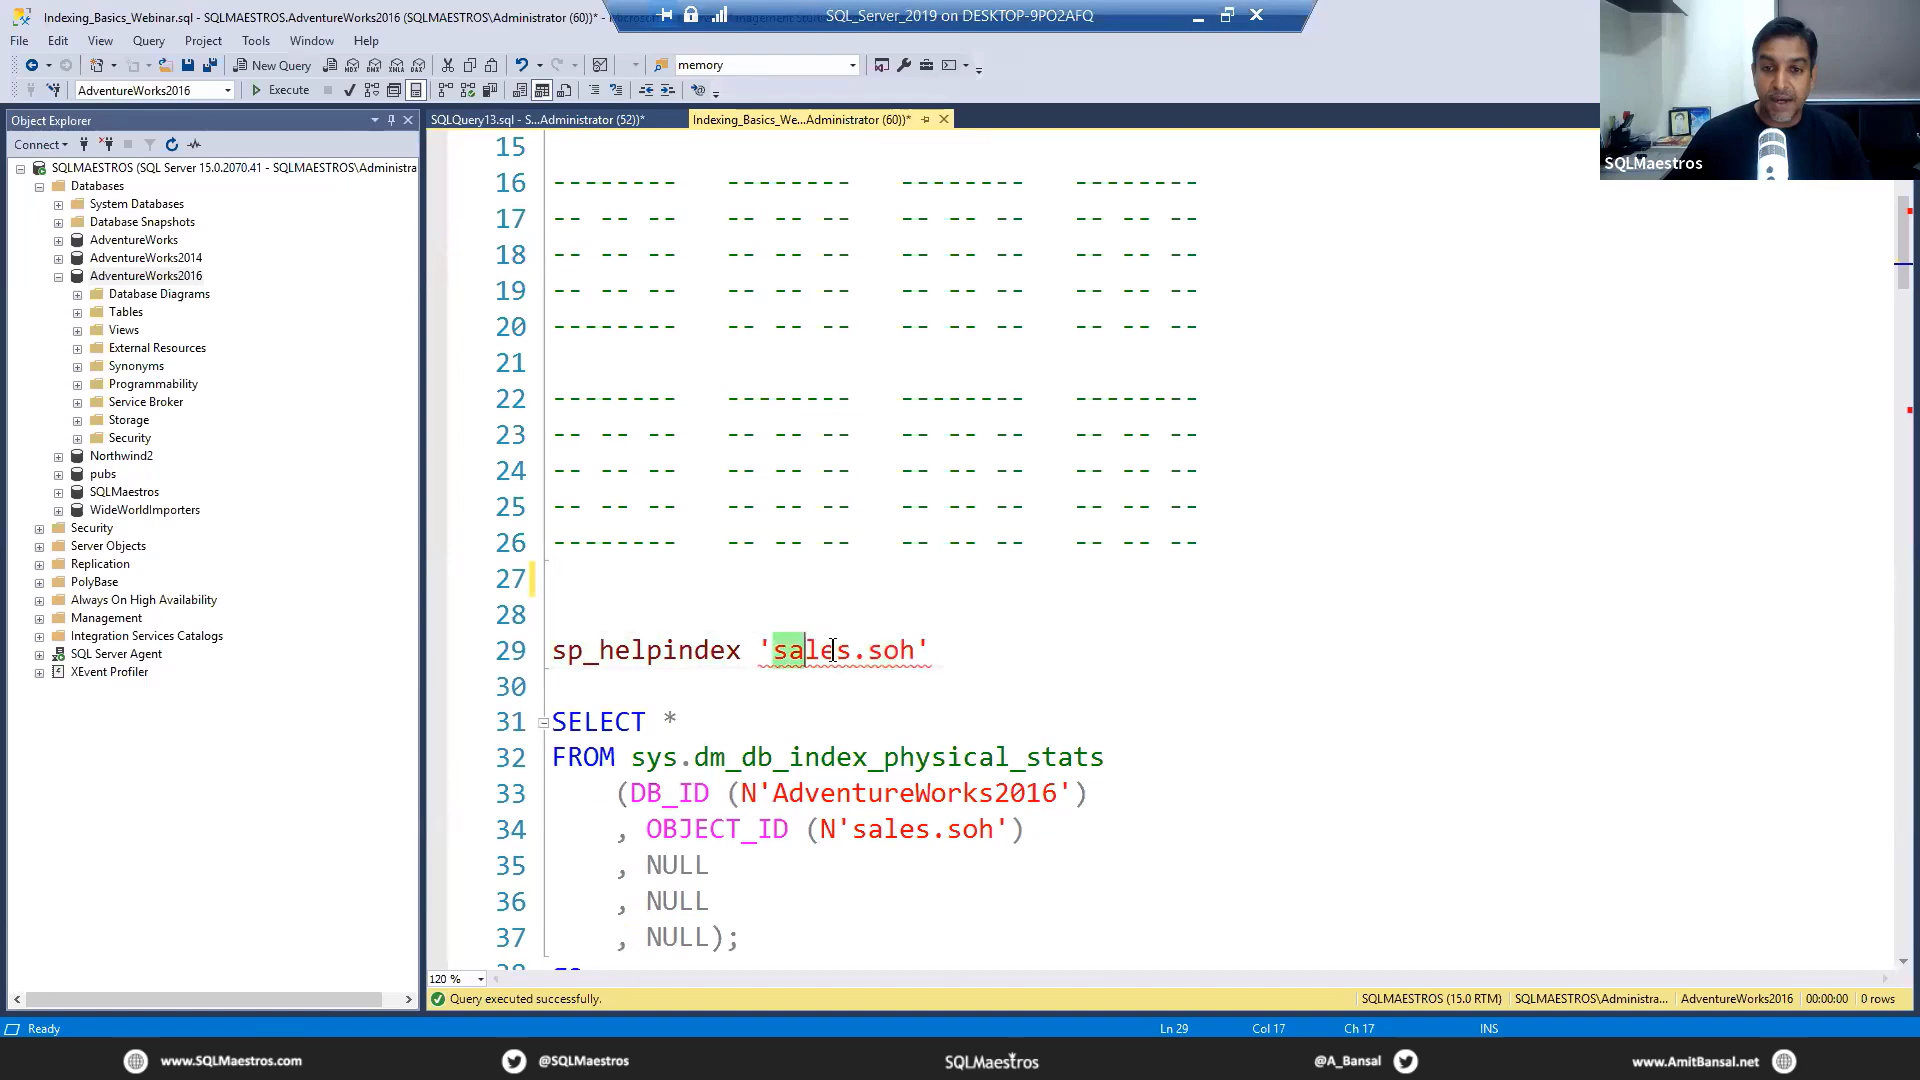 Indexing_Basics_Webinar.sql - SQLMAESTROS.AdventureWorks2016 (SQLMAESTROS\Administrator (60))*
SQL_Server_2019 on DESKTOP-9PO2AFQ
File Edit View Query Project Tools Window Help
New Query
memory
AdventureWorks2016
Execute
Object Explorer
SQLQuery13.sql - S...Administrator (52))*
Indexing_Basics_We...Administrator (60))*
SQLMaestros
Connect
SQLMAESTROS (SQL Server 15.0.2070.41 - SQLMAESTROS\Administra
Databases
System Databases
Database Snapshots
AdventureWorks
AdventureWorks2014
AdventureWorks2016
Database Diagrams
Tables
Views
External Resources
Synonyms
Programmability
Service Broker
Storage
Security
Northwind2
pubs
SQLMaestros
WideWorldImporters
Security
Server Objects
Replication
PolyBase
Always On High Availability
Management
Integration Services Catalogs
SQL Server Agent
XEvent Profiler
15
16 -------- -------- -------- --------
17 -- -- -- -- -- -- -- -- -- -- -- --
18 -- -- -- -- -- -- -- -- -- -- -- --
19 -- -- -- -- -- -- -- -- -- -- -- --
20 -------- -- -- -- -- -- -- -- -- --
21
22 -------- -------- -------- --------
23 -- -- -- -- -- -- -- -- -- -- -- --
24 -- -- -- -- -- -- -- -- -- -- -- --
25 -- -- -- -- -- -- -- -- -- -- -- --
26 -------- -- -- -- -- -- -- -- -- --
27
28
29 sp_helpindex 'sales.soh'
30
31 SELECT *
32 FROM sys.dm_db_index_physical_stats
33 (DB_ID (N'AdventureWorks2016')
34 , OBJECT_ID (N'sales.soh')
35 , NULL
36 , NULL
37 , NULL);
120 %
Query executed successfully.
SQLMAESTROS (15.0 RTM) SQLMAESTROS\Administra... AdventureWorks2016 00:00:00 0 rows
Ready
Ln 29 Col 17 Ch 17 INS
www.SQLMaestros.com @SQLMaestros SQLMaestros @A_Bansal www.AmitBansal.net